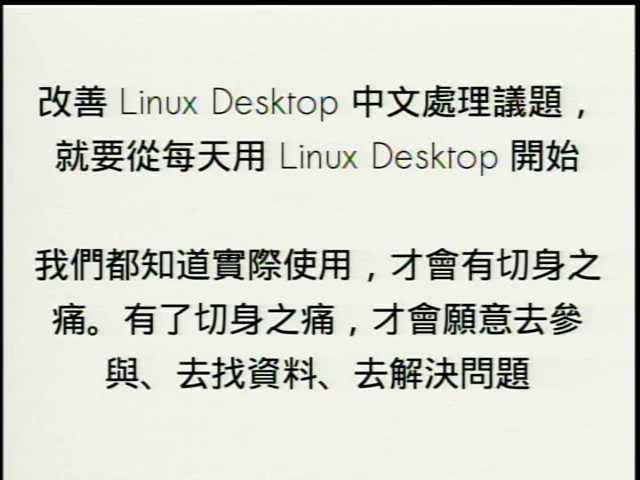 改善 Linux Desktop 中文處理議題，
就要從每天用 Linux Desktop 開始
我們都知道實際使用，才會有切身之
痛。有了切身之痛，才會願意去參
與、去找資料、去解決問題